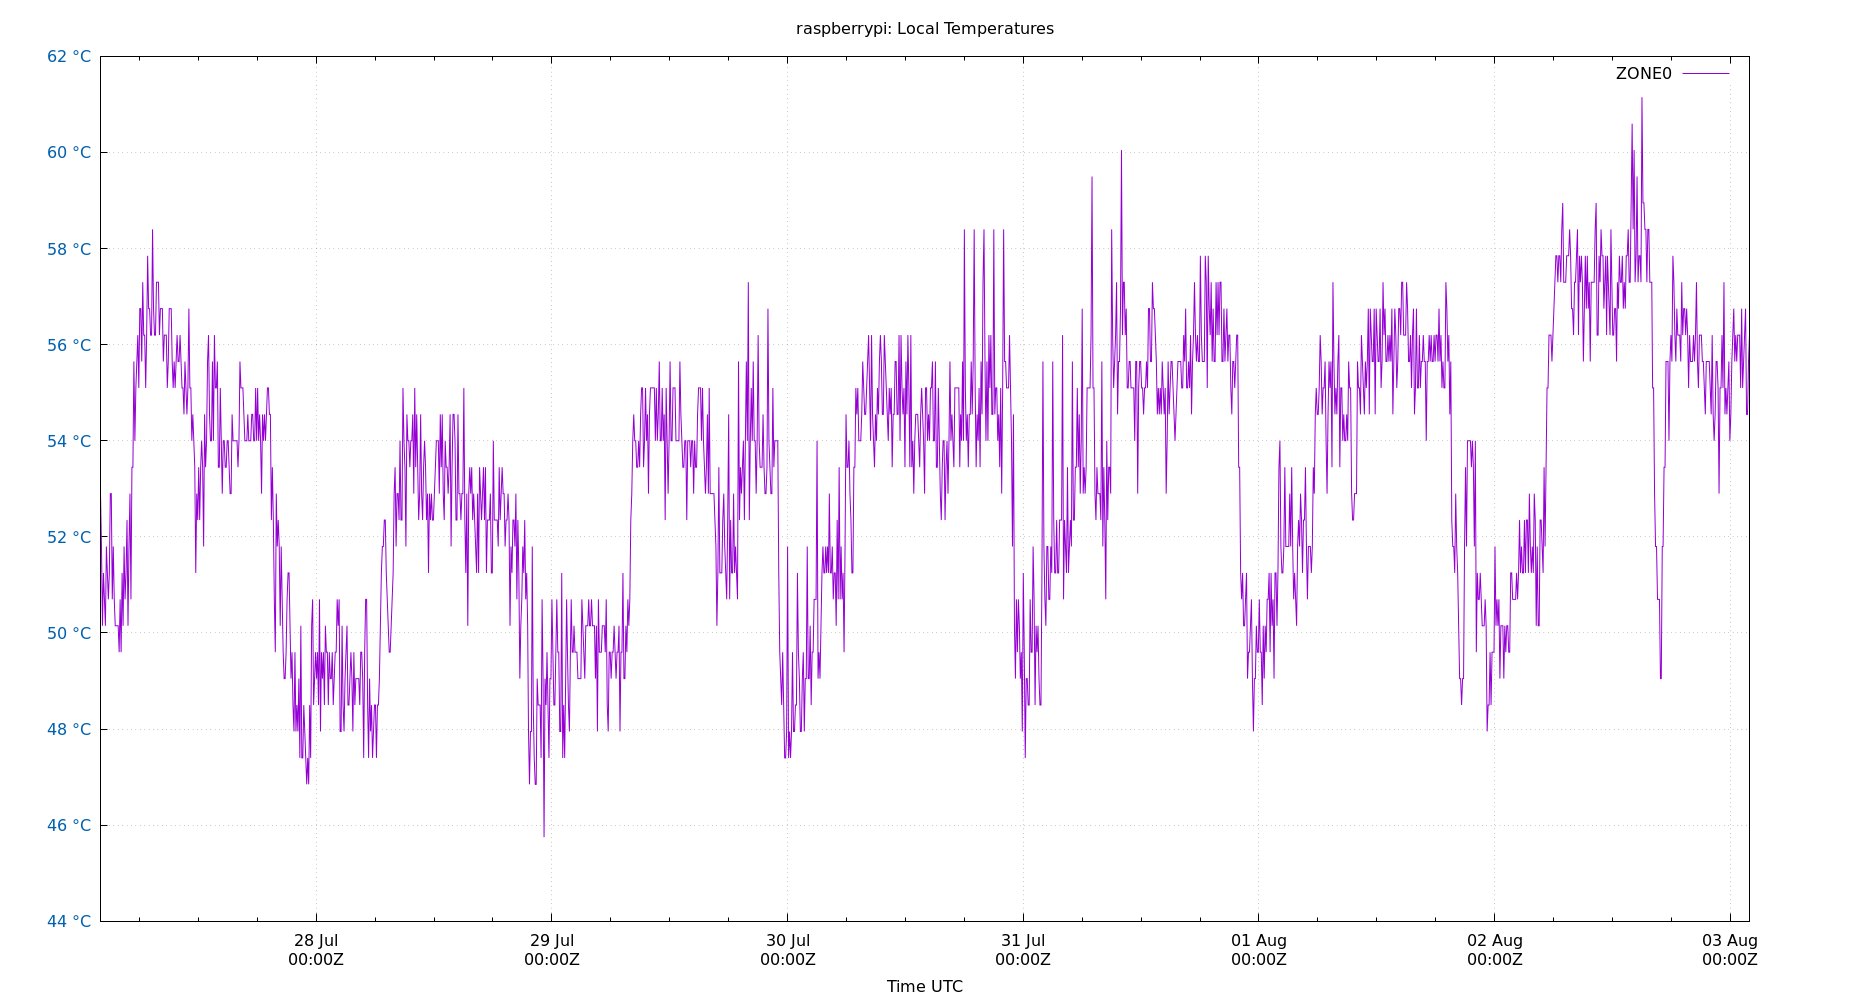 raspberrypi: Local Temperatures
62 °C
ZONE0
60 °C
58 °C
56 °C
54 °C
52 °C
50 °C
48 °C
46 °C
44 °C
28 Jul 29 Jul 30 Jul 31 Jul 01 Aug 02 Aug 03 Aug
00:00Z 00:00Z 00:00Z 00:00Z 00:00Z 00:00Z 00:00Z
Time UTC